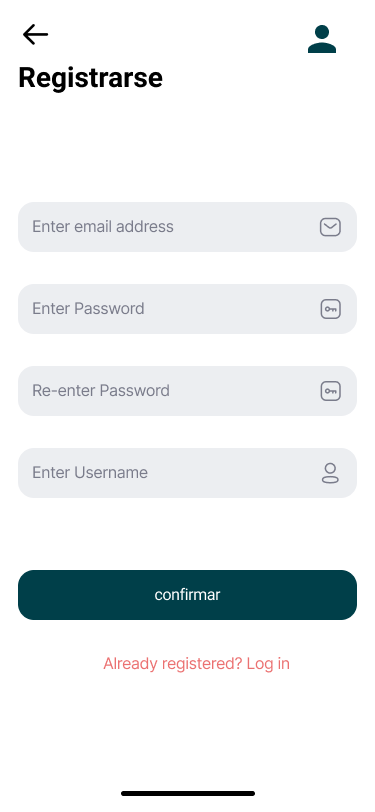 Registrarse
Enter email address
Enter Password
Re-enter Password
Enter Username
confirmar
Already registered? Log in